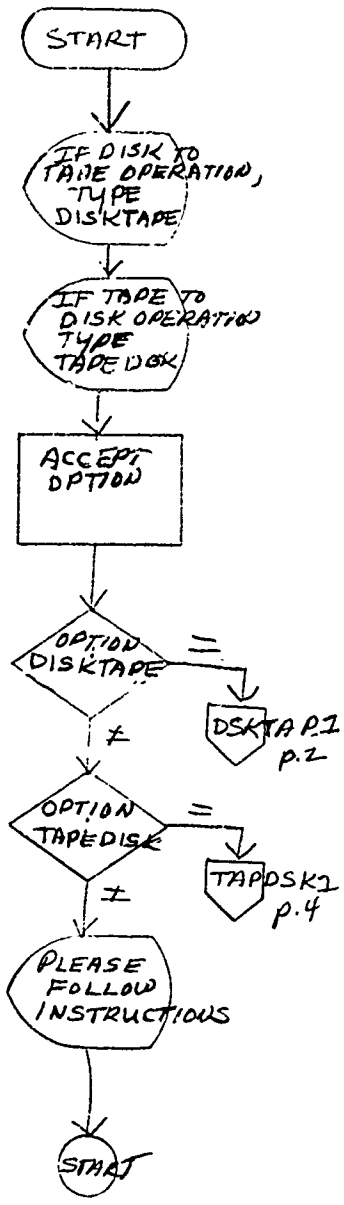 START
IF DISK TO
TAPE OPERATION,
TYPE
DISKTAPE
IF TAPE TO
DISK OPERATION
TYPE
TAPEDSK
ACCEPT
OPTION
OPTION
DISKTAPE
=
DSKTAP1
p.2
≠
OPTION
TAPEDISK
=
TAPDSK1
p.4
≠
PLEASE
FOLLOW
INSTRUCTIONS
START